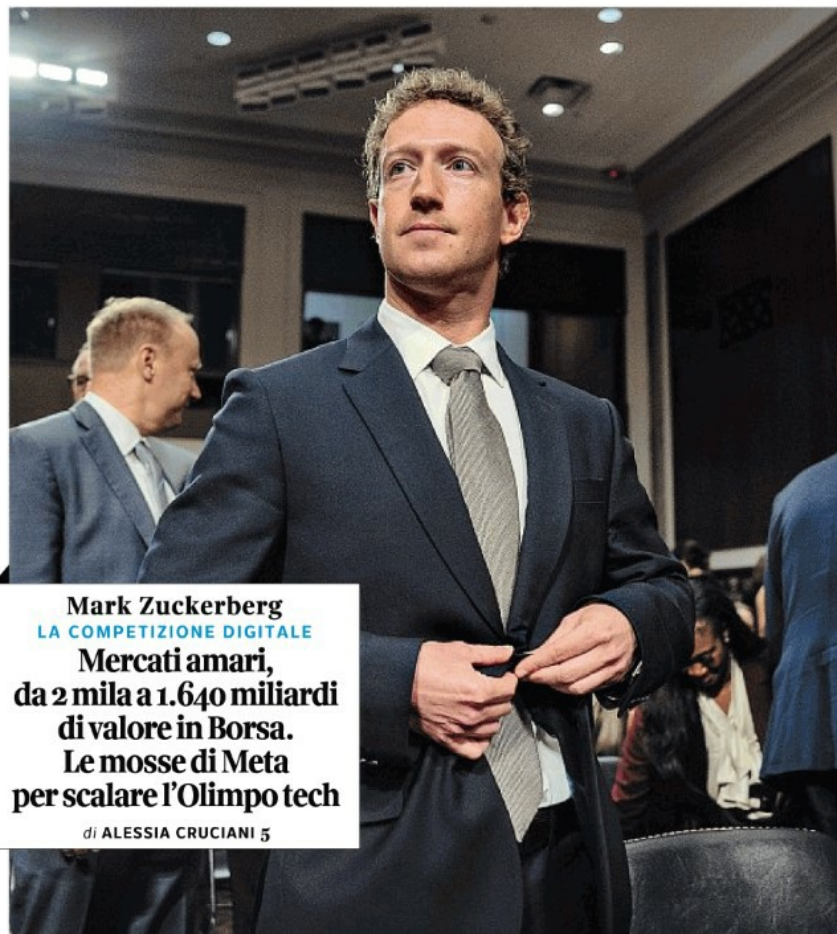 Mark Zuckerberg
LA COMPETIZIONE DIGITALE
Mercati amari,
da 2 mila a 1.640 miliardi
di valore in Borsa.
Le mosse di Meta
per scalare l'Olimpo tech
di ALESSIA CRUCIANI 5